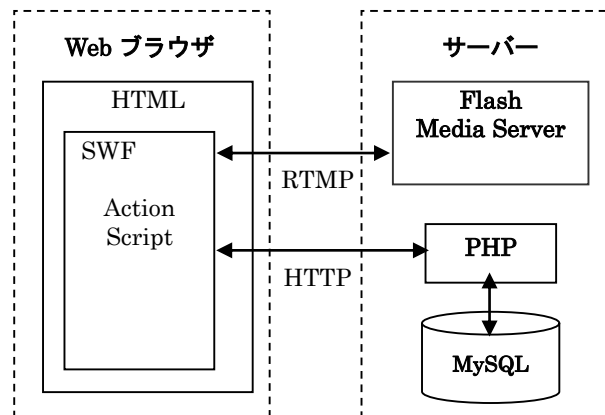 Web ブラウザ
HTML
SWF
Action
Script
RTMP
HTTP
サーバー
Flash
Media Server
PHP
MySQL